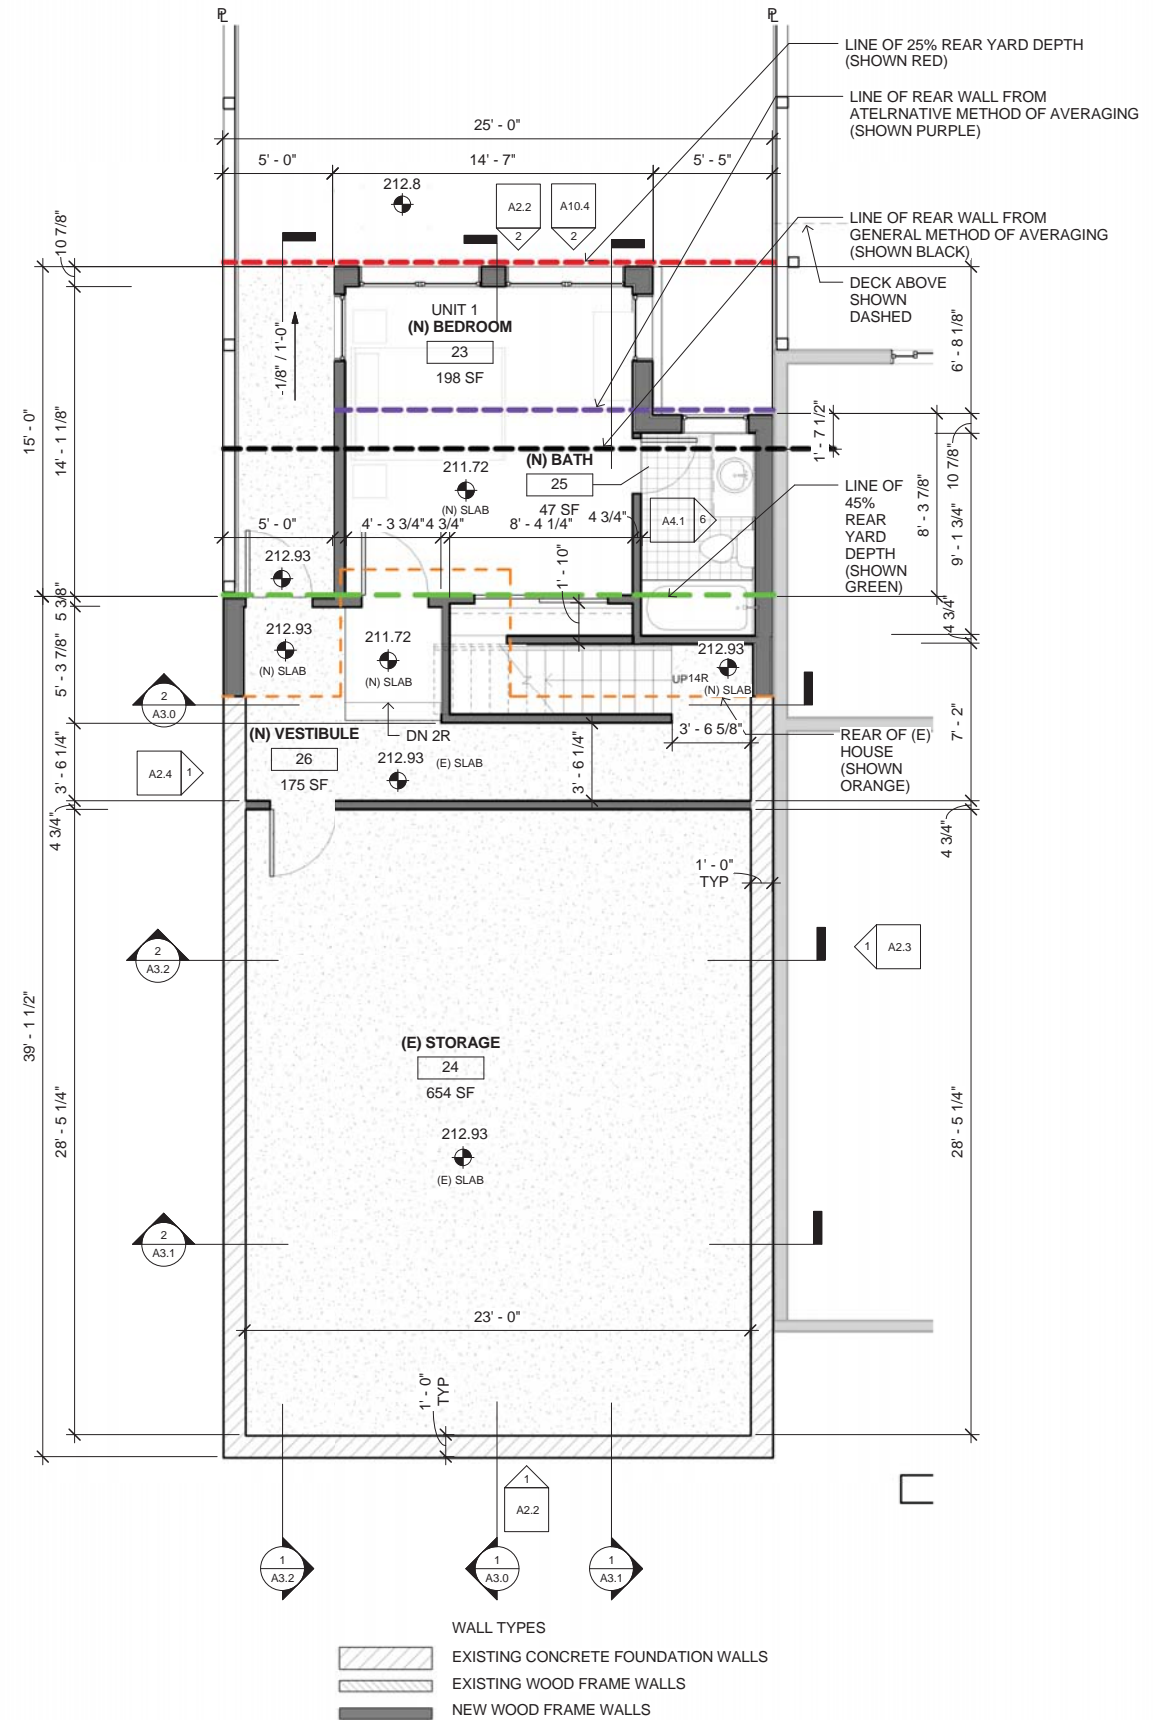 PL
PL
LINE OF 25% REAR YARD DEPTH
(SHOWN RED)
LINE OF REAR WALL FROM
ATELRNATIVE METHOD OF AVERAGING
(SHOWN PURPLE)
25' - 0"
5' - 0"
14' - 7"
5' - 5"
212.8
A2.2
2
A10.4
2
LINE OF REAR WALL FROM
GENERAL METHOD OF AVERAGING
(SHOWN BLACK)
DECK ABOVE
SHOWN
DASHED
10 7/8"
UNIT 1
(N) BEDROOM
23
198 SF
-1/8" / 1'-0"
6' - 8 1/8"
15' - 0"
14' - 1 1/8"
1' - 7 1/2"
(N) BATH
25
47 SF
211.72
(N) SLAB
A4.1
6
10 7/8"
8' - 3 7/8"
9' - 1 3/4"
LINE OF
45%
REAR
YARD
DEPTH
(SHOWN
GREEN)
5' - 0"
4' - 3 3/4"
4 3/4"
8' - 4 1/4"
4 3/4"
212.93
1' - 10"
5 3/8"
4 3/4"
212.93
(N) SLAB
211.72
(N) SLAB
212.93
(N) SLAB
UP14R
5' - 3 7/8"
2
A3.0
7' - 2"
(N) VESTIBULE
26
175 SF
DN 2R
212.93
(E) SLAB
3' - 6 5/8"
3' - 6 1/4"
3' - 6 1/4"
REAR OF (E)
HOUSE
(SHOWN
ORANGE)
A2.4
1
4 3/4"
4 3/4"
1' - 0"
TYP
2
A3.2
1
A2.3
39' - 1 1/2"
(E) STORAGE
24
654 SF
28' - 5 1/4"
28' - 5 1/4"
212.93
(E) SLAB
2
A3.1
23' - 0"
1' - 0"
TYP
1
A2.2
1
A3.2
1
A3.0
1
A3.1
WALL TYPES
EXISTING CONCRETE FOUNDATION WALLS
EXISTING WOOD FRAME WALLS
NEW WOOD FRAME WALLS